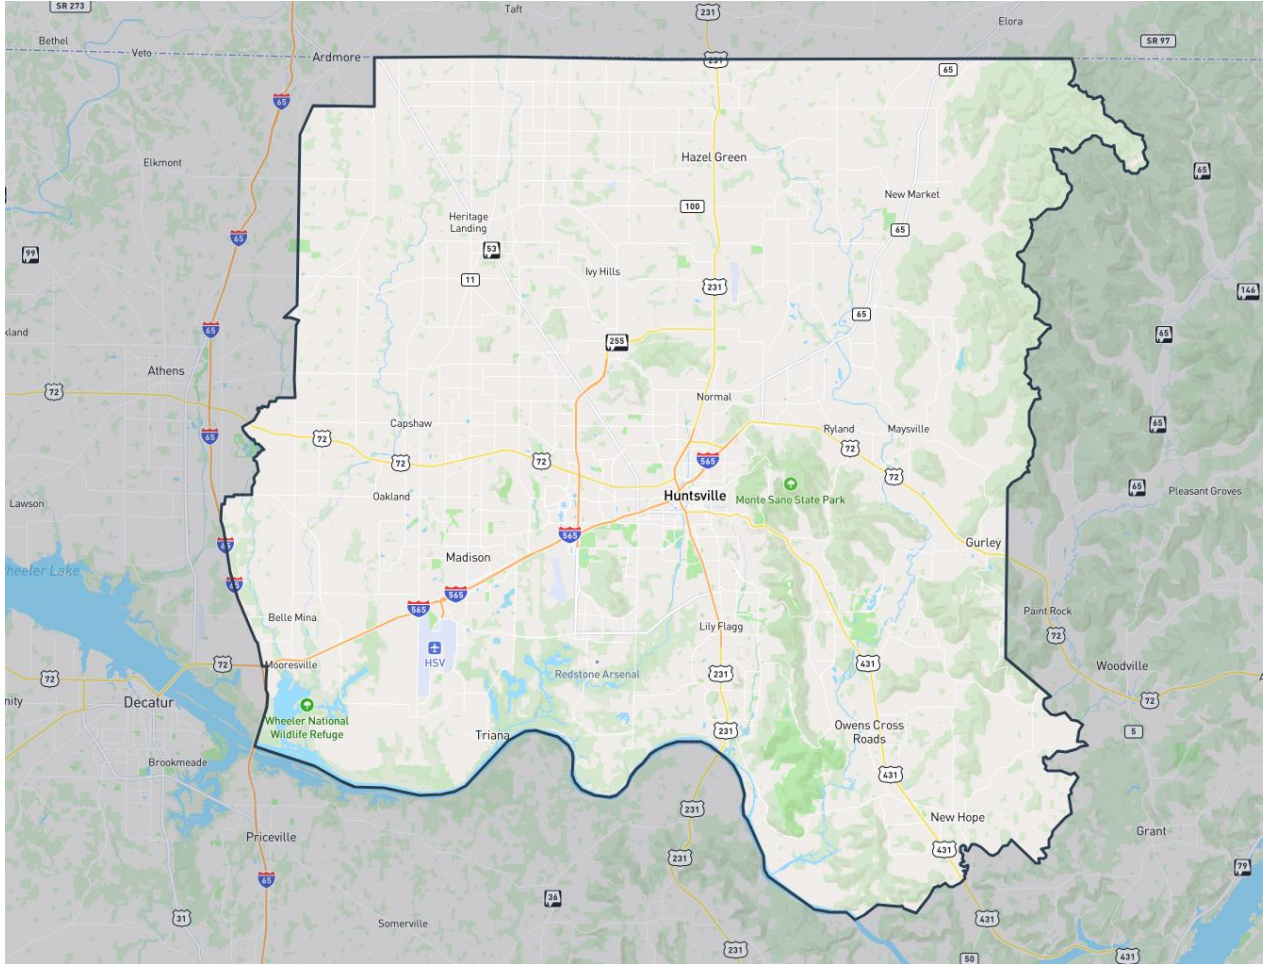 SR 273
Taft
231
Elora
Bethel
Veto
Ardmore
SR 97
231
65
65
Elkmont
Hazel Green
65
New Market
100
Heritage
Landing
65
65
53
99
11
Ivy Hills
231
146
65
kland
65
255
65
Athens
72
Normal
Capshaw
65
65
72
Ryland
Maysville
72
72
72
565
72
Huntsville
Monte Sano State Park
65
Pleasant Groves
Oakland
Lawson
565
65
Gurley
Madison
Wheeler Lake
65
565
565
Paint Rock
Belle Mina
Lily Flagg
72
HSV
Mooresville
72
431
Woodville
72
Redstone Arsenal
231
A
nity
Decatur
72
Wheeler National
Wildlife Refuge
Triana
231
Owens Cross
Roads
5
Brookmeade
431
231
New Hope
Priceville
Grant
431
231
79
65
36
31
Somerville
431
231
50
431